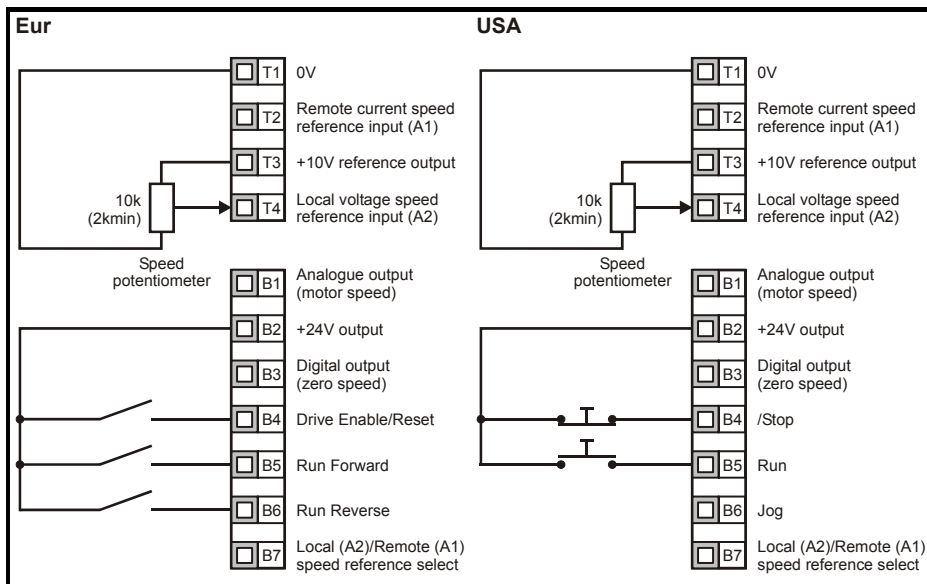 Eur
T1 0V
T2 Remote current speed
reference input (A1)
T3 +10V reference output
10k
(2kmin)
T4 Local voltage speed
reference input (A2)
Speed
potentiometer
B1 Analogue output
(motor speed)
B2 +24V output
B3 Digital output
(zero speed)
B4 Drive Enable/Reset
B5 Run Forward
B6 Run Reverse
B7 Local (A2)/Remote (A1)
speed reference select
USA
T1 0V
T2 Remote current speed
reference input (A1)
T3 +10V reference output
10k
(2kmin)
T4 Local voltage speed
reference input (A2)
Speed
potentiometer
B1 Analogue output
(motor speed)
B2 +24V output
B3 Digital output
(zero speed)
B4 /Stop
B5 Run
B6 Jog
B7 Local (A2)/Remote (A1)
speed reference select